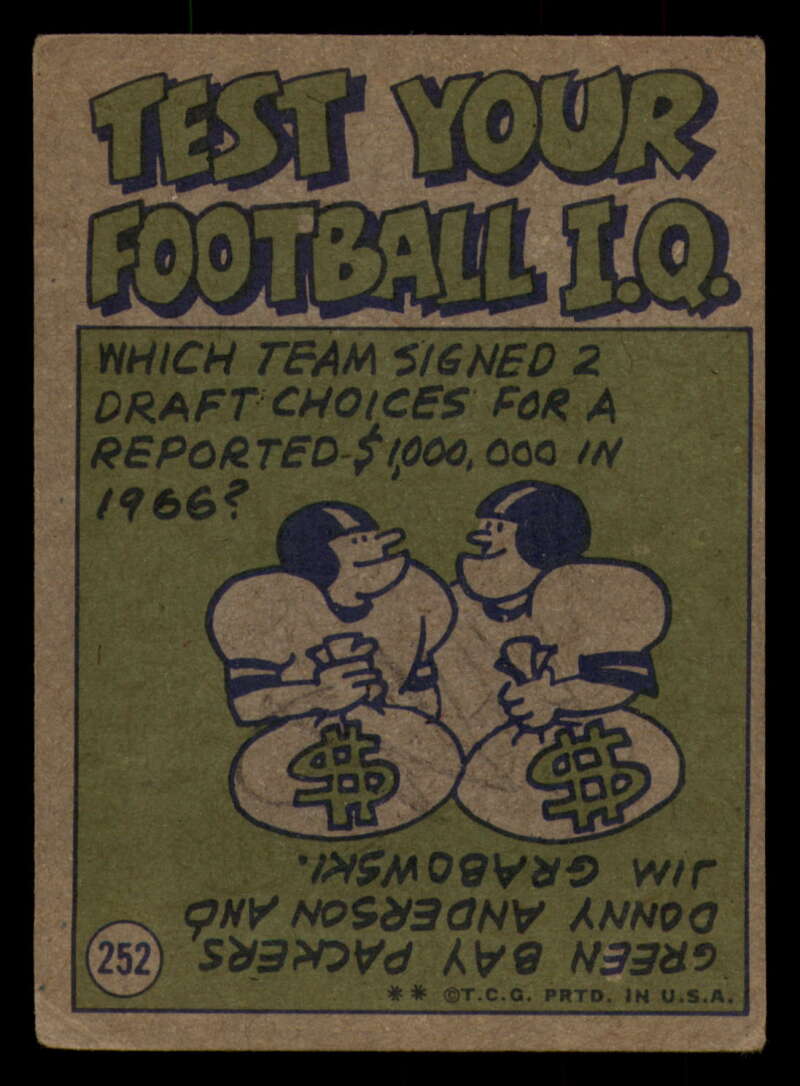 TEST YOUR
FOOTBALL I.Q.
WHICH TEAM SIGNED 2
DRAFT CHOICES FOR A
REPORTED $1,000,000 IN
1966?
$ $
GREEN BAY PACKERS
DONNY ANDERSON AND
JIM GRABOWSKI.
252
** ©T.C.G. PRTD. IN U.S.A.